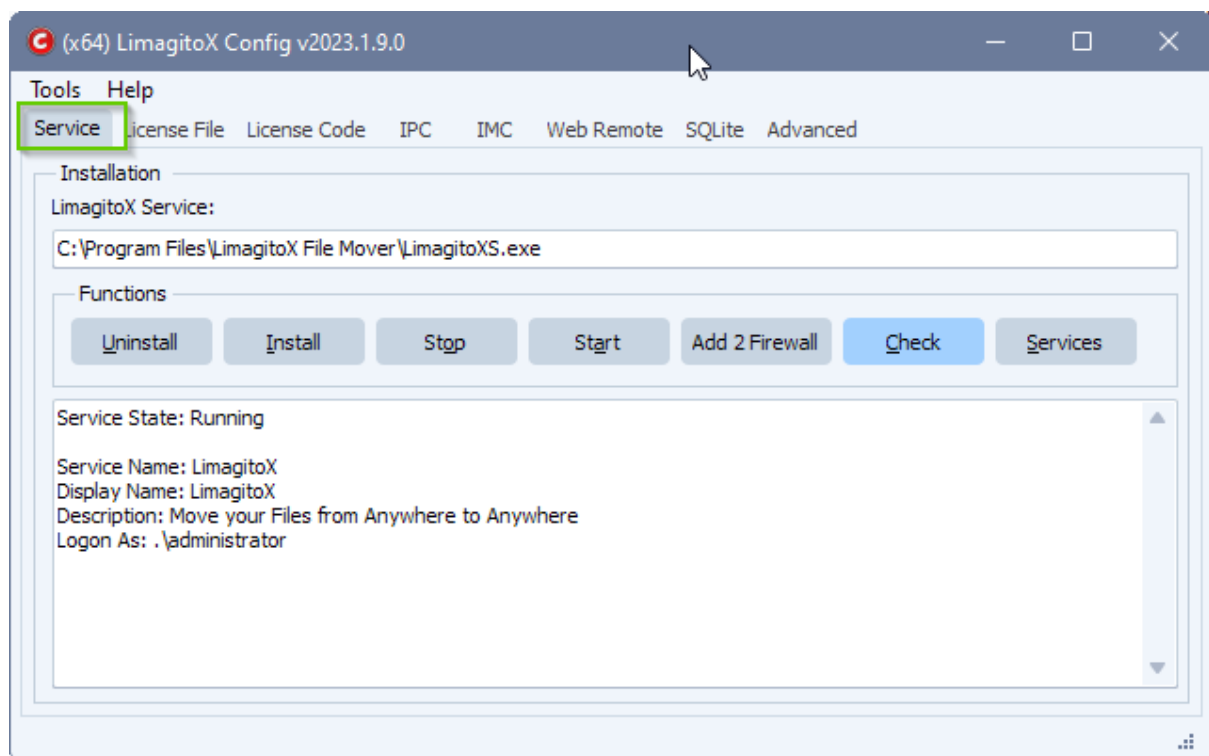 (x64) LimagitoX Config v2023.1.9.0
Tools Help
Service License File License Code IPC IMC Web Remote SQLite Advanced
Installation
LimagitoX Service:
C:\Program Files\LimagitoX File Mover\LimagitoXS.exe
Functions
Uninstall Install Stop Start Add 2 Firewall Check Services
Service State: Running
Service Name: LimagitoX
Display Name: LimagitoX
Description: Move your Files from Anywhere to Anywhere
Logon As: .\administrator